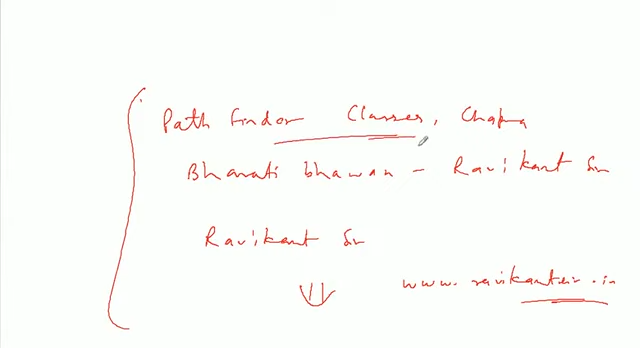 Path finder Classes, Chapra
Bharati bhawan - Ravikant Sir
Ravikant Sir
www.ravikantsir.in